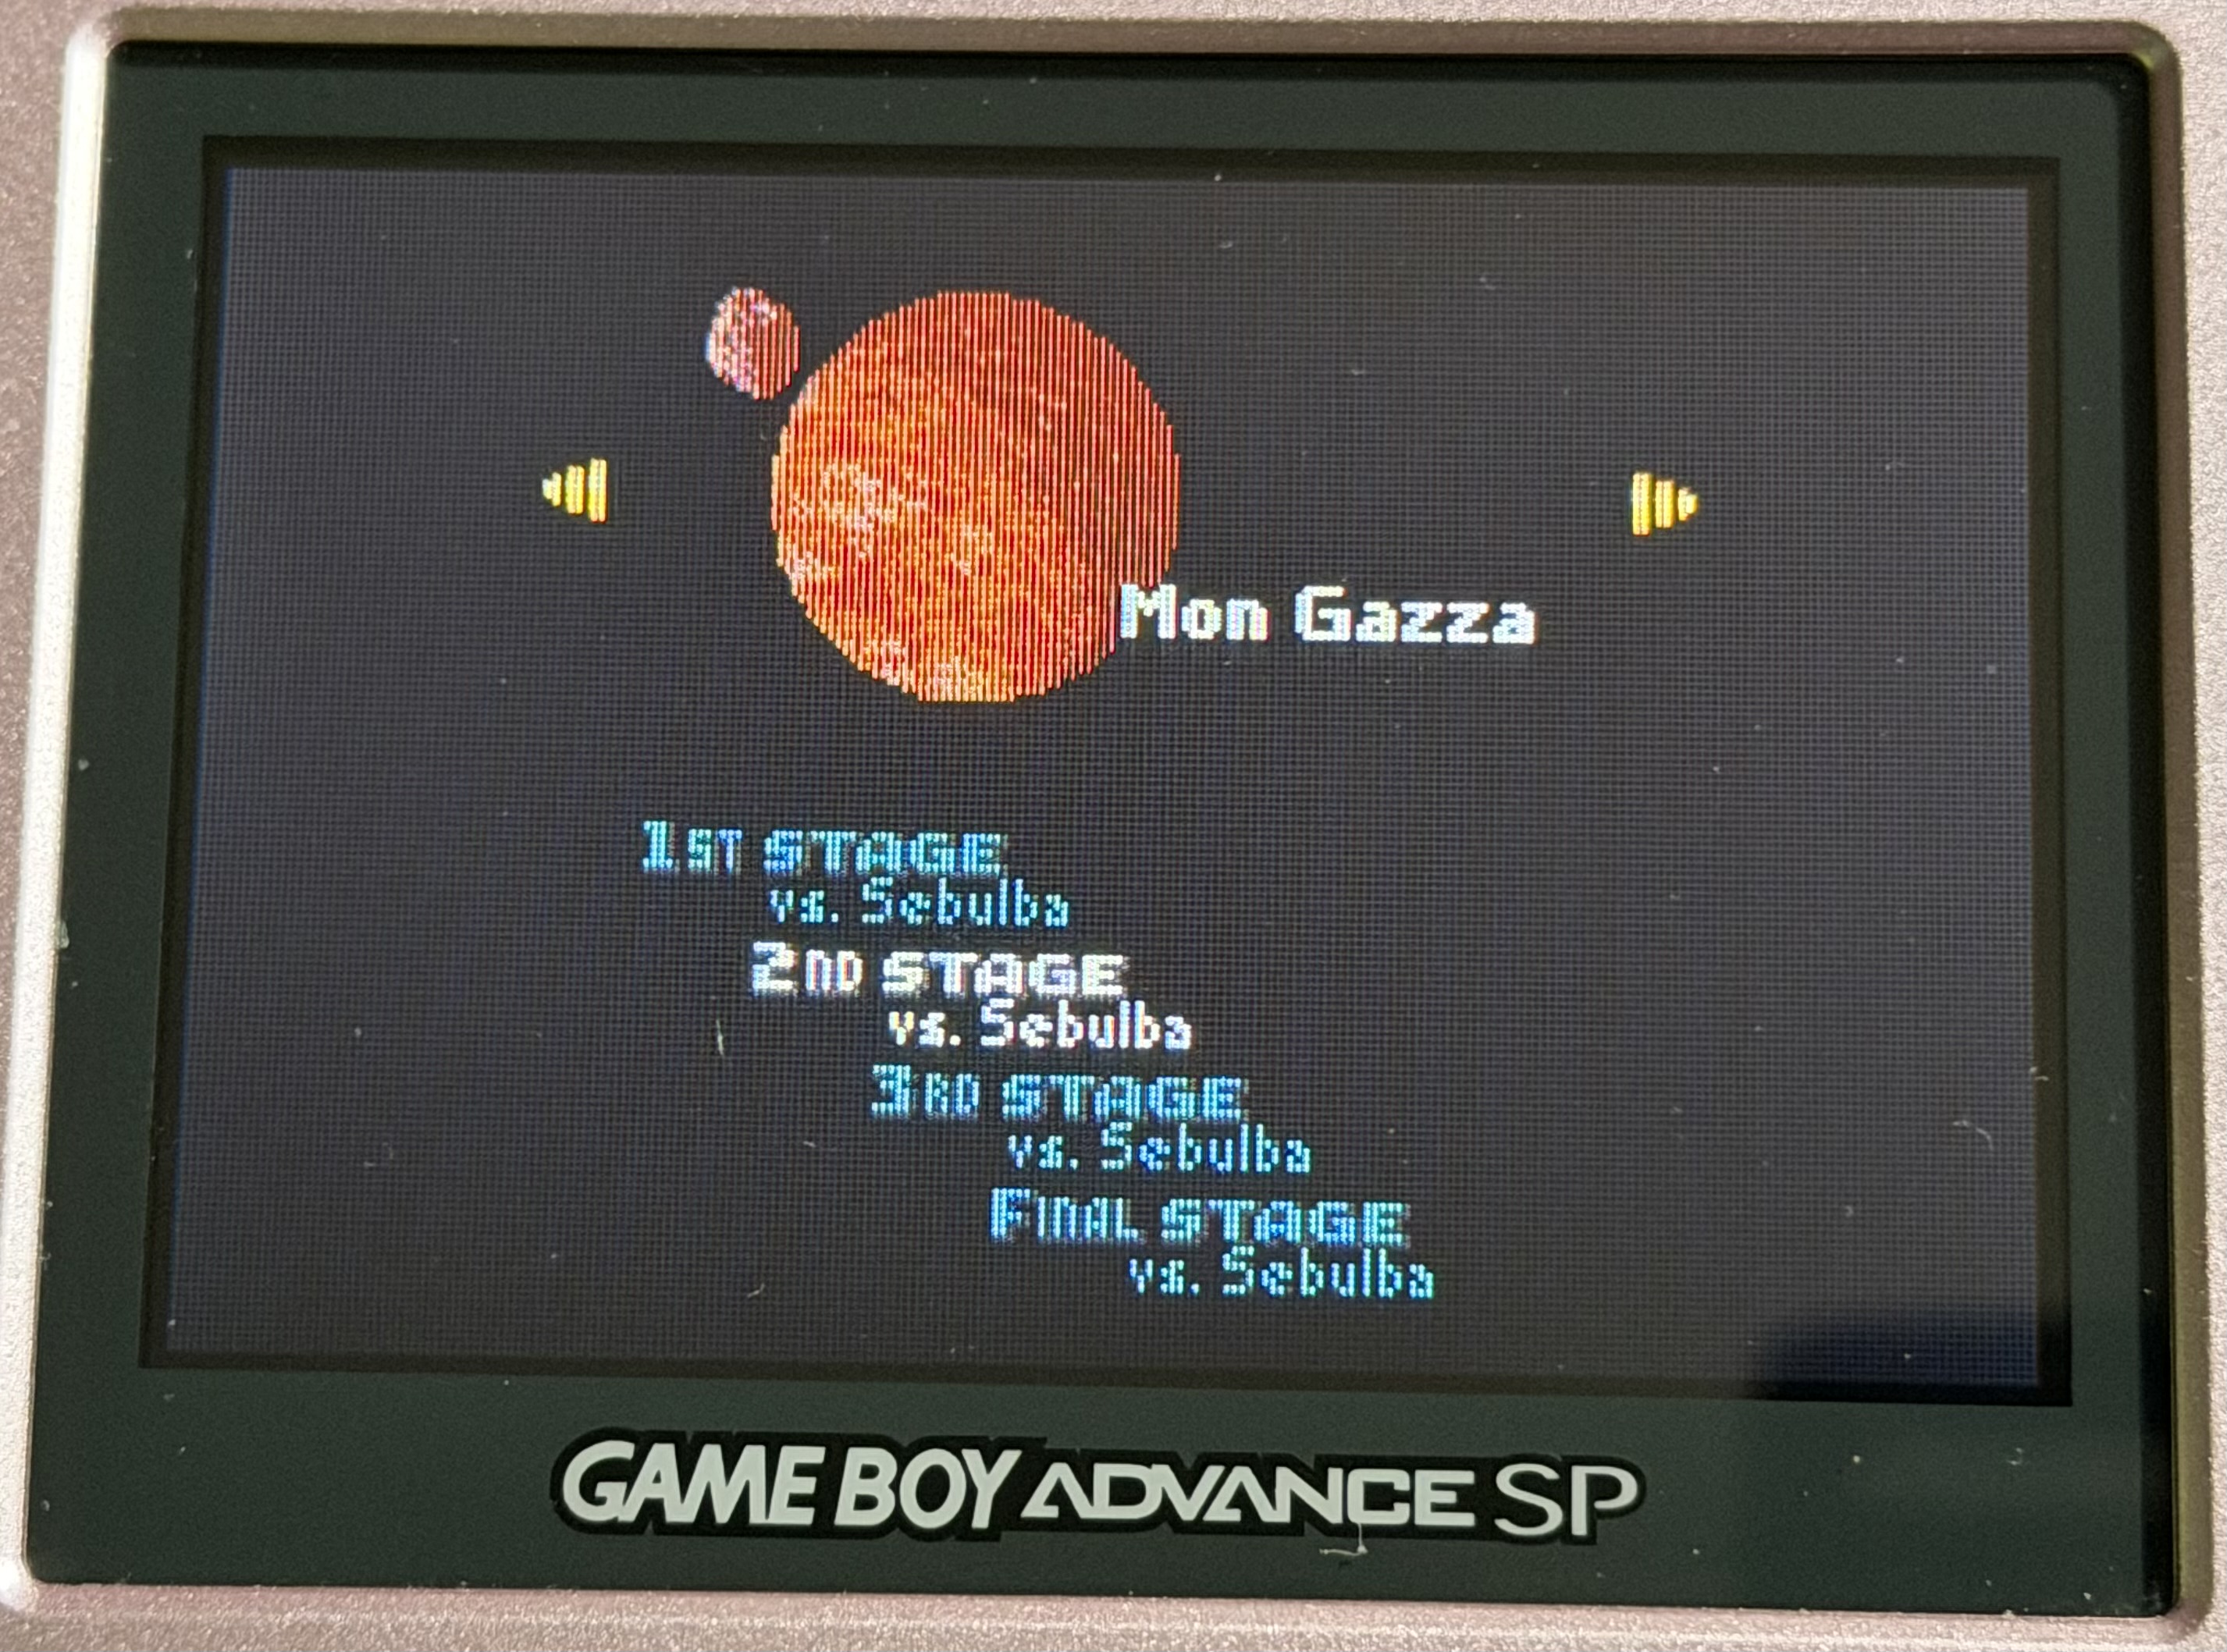 Mon Gazza
1ST STAGE
vs. Sebulba
2ND STAGE
vs. Sebulba
3RD STAGE
vs. Sebulba
FINAL STAGE
vs. Sebulba
GAME BOY ADVANCE SP